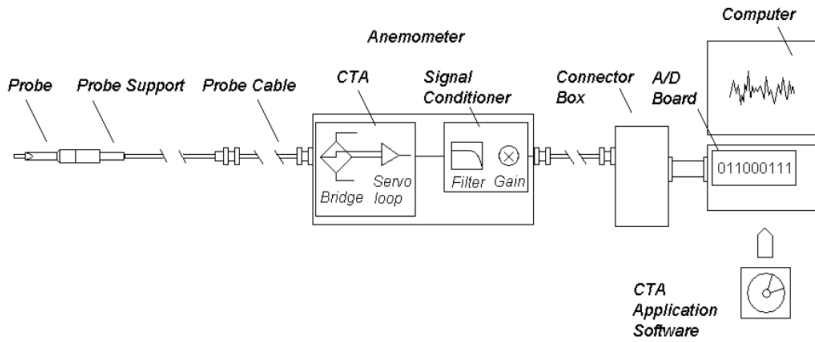 Computer
Anemometer
Probe
Probe Support
Probe Cable
CTA
Signal
Conditioner
Connector
Box
A/D
Board
Bridge
Servo
loop
Filter
Gain
011000111
CTA
Application
Software